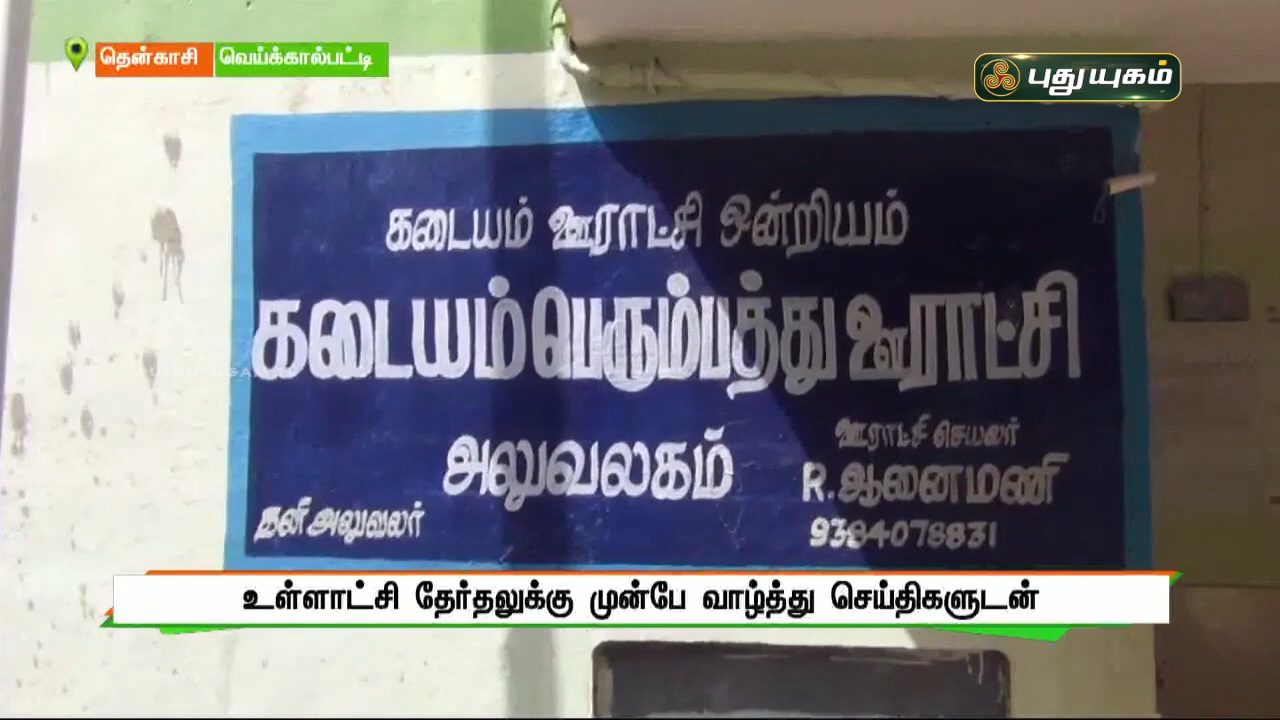 தென்காசி வெய்க்கால்பட்டி
புதுயுகம்
கடையம் ஊராட்சி ஒன்றியம்
கடையம் பெரும்பத்து ஊராட்சி
அலுவலகம்
ஊராட்சி செயலர்
R.ஆனைமணி
தனி அலுவலர்
9384078831
உள்ளாட்சி தேர்தலுக்கு முன்பே வாழ்த்து செய்திகளுடன்